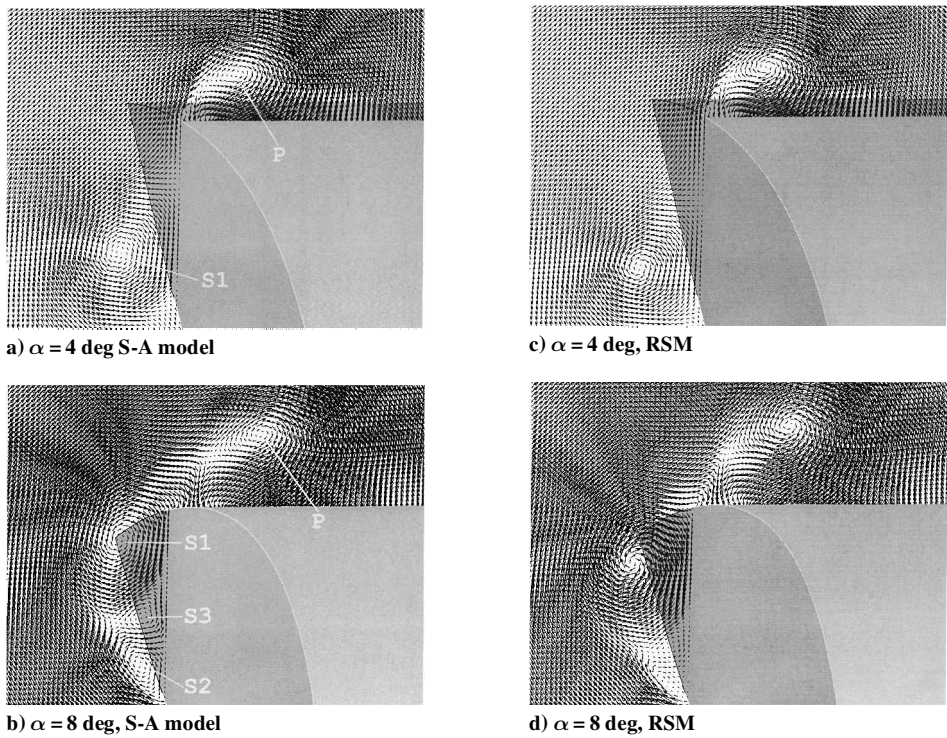 P
S1
a) α = 4 deg S-A model
c) α = 4 deg, RSM
P
S1
S3
S2
b) α = 8 deg, S-A model
d) α = 8 deg, RSM